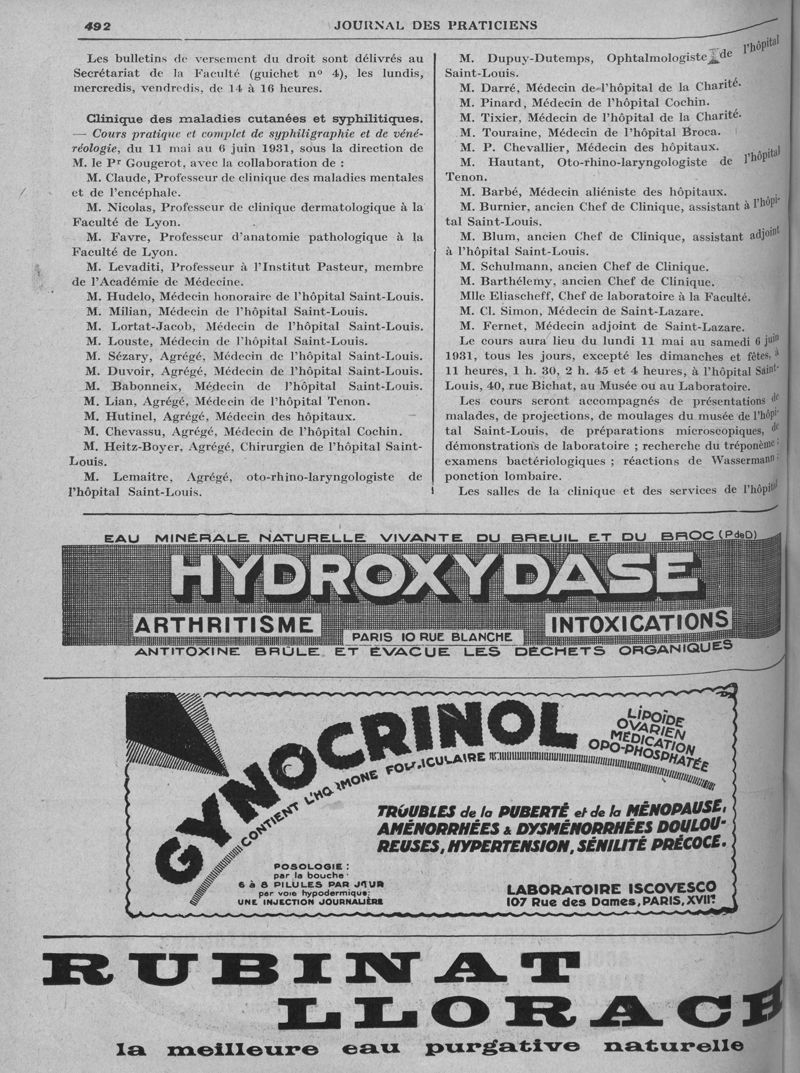 492
JOURNAL DES PRATICIENS
Les bulletins de versement du droit sont délivrés au
Secrétariat de la Faculté (guichet nº 4), les lundis,
mercredis, vendredis, de 14 à 16 heures.
Clinique des maladies cutanées et syphilitiques.
— Cours pratique et complet de syphiligraphie et de véné-
réologie, du 11 mai au 6 juin 1931, sous la direction de
M. le Pr Gougerot, avec la collaboration de :
M. Claude, Professeur de clinique des maladies mentales
et de l'encéphale.
M. Nicolas, Professeur de clinique dermatologique à la
Faculté de Lyon.
M. Favre, Professeur d'anatomie pathologique à la
Faculté de Lyon.
M. Levaditi, Professeur à l'Institut Pasteur, membre
de l'Académie de Médecine.
M. Hudelo, Médecin honoraire de l'hôpital Saint-Louis.
M. Milian, Médecin de l'hôpital Saint-Louis.
M. Lortat-Jacob, Médecin de l'hôpital Saint-Louis.
M. Louste, Médecin de l'hôpital Saint-Louis.
M. Sézary, Agrégé, Médecin de l'hôpital Saint-Louis.
M. Duvoir, Agrégé, Médecin de l'hôpital Saint-Louis.
M. Babonneix, Médecin de l'hôpital Saint-Louis.
M. Lian, Agrégé, Médecin de l'hôpital Tenon.
M. Hutinel, Agrégé, Médecin des hôpitaux.
M. Chevassu, Agrégé, Médecin de l'hôpital Cochin.
M. Heitz-Boyer, Agrégé, Chirurgien de l'hôpital Saint-
Louis.
M. Lemaitre, Agrégé, oto-rhino-laryngologiste de
l'hôpital Saint-Louis.
M. Dupuy-Dutemps, Ophtalmologiste de l'hôpital
Saint-Louis.
M. Darré, Médecin de l'hôpital de la Charité.
M. Pinard, Médecin de l'hôpital Cochin.
M. Tixier, Médecin de l'hôpital de la Charité.
M. Touraine, Médecin de l'hôpital Broca.
M. P. Chevallier, Médecin des hôpitaux.
M. Hautant, Oto-rhino-laryngologiste de l'hôpital
Tenon.
M. Barbé, Médecin aliéniste des hôpitaux.
M. Burnier, ancien Chef de Clinique, assistant à l'hôpi-
tal Saint-Louis.
M. Blum, ancien Chef de Clinique, assistant adjoint
à l'hôpital Saint-Louis.
M. Schulmann, ancien Chef de Clinique.
M. Barthélemy, ancien Chef de Clinique.
Mlle Eliascheff, Chef de laboratoire à la Faculté.
M. Cl. Simon, Médecin de Saint-Lazare.
M. Fernet, Médecin adjoint de Saint-Lazare.
Le cours aura lieu du lundi 11 mai au samedi 6 juin
1931, tous les jours, excepté les dimanches et fêtes, à
11 heures, 1 h. 30, 2 h. 45 et 4 heures, à l'hôpital Saint-
Louis, 40, rue Bichat, au Musée ou au Laboratoire.
Les cours seront accompagnés de présentations de
malades, de projections, de moulages du musée de l'hôpi-
tal Saint-Louis, de préparations microscopiques, de
démonstrations de laboratoire ; recherche du tréponème ;
examens bactériologiques ; réactions de Wassermann ;
ponction lombaire.
Les salles de la clinique et des services de l'hôpital
EAU MINÉRALE NATURELLE VIVANTE DU BREUIL ET DU BROC (P de D)
HYDROXYDASE
ARTHRITISME
INTOXICATIONS
PARIS 10 RUE BLANCHE
ANTITOXINE BRÛLE ET ÉVACUE LES DÉCHETS ORGANIQUES
GYNOCRINOL
LIPOÏDE
OVARIEN
MÉDICATION
OPO-PHOSPHATÉE
CONTIENT L'HORMONE FOLLICULAIRE
TROUBLES de la PUBERTÉ et de la MÉNOPAUSE,
AMÉNORRHÉES & DYSMÉNORRHÉES DOULOU-
REUSES, HYPERTENSION, SÉNILITÉ PRÉCOCE.
POSOLOGIE :
par la bouche :
6 à 8 PILULES PAR JOUR
par voie hypodermique:
UNE INJECTION JOURNALIÈRE
LABORATOIRE ISCOVESCO
107 Rue des Dames, PARIS, XVIIe
RUBINAT
LLORACH
la meilleure eau purgative naturelle